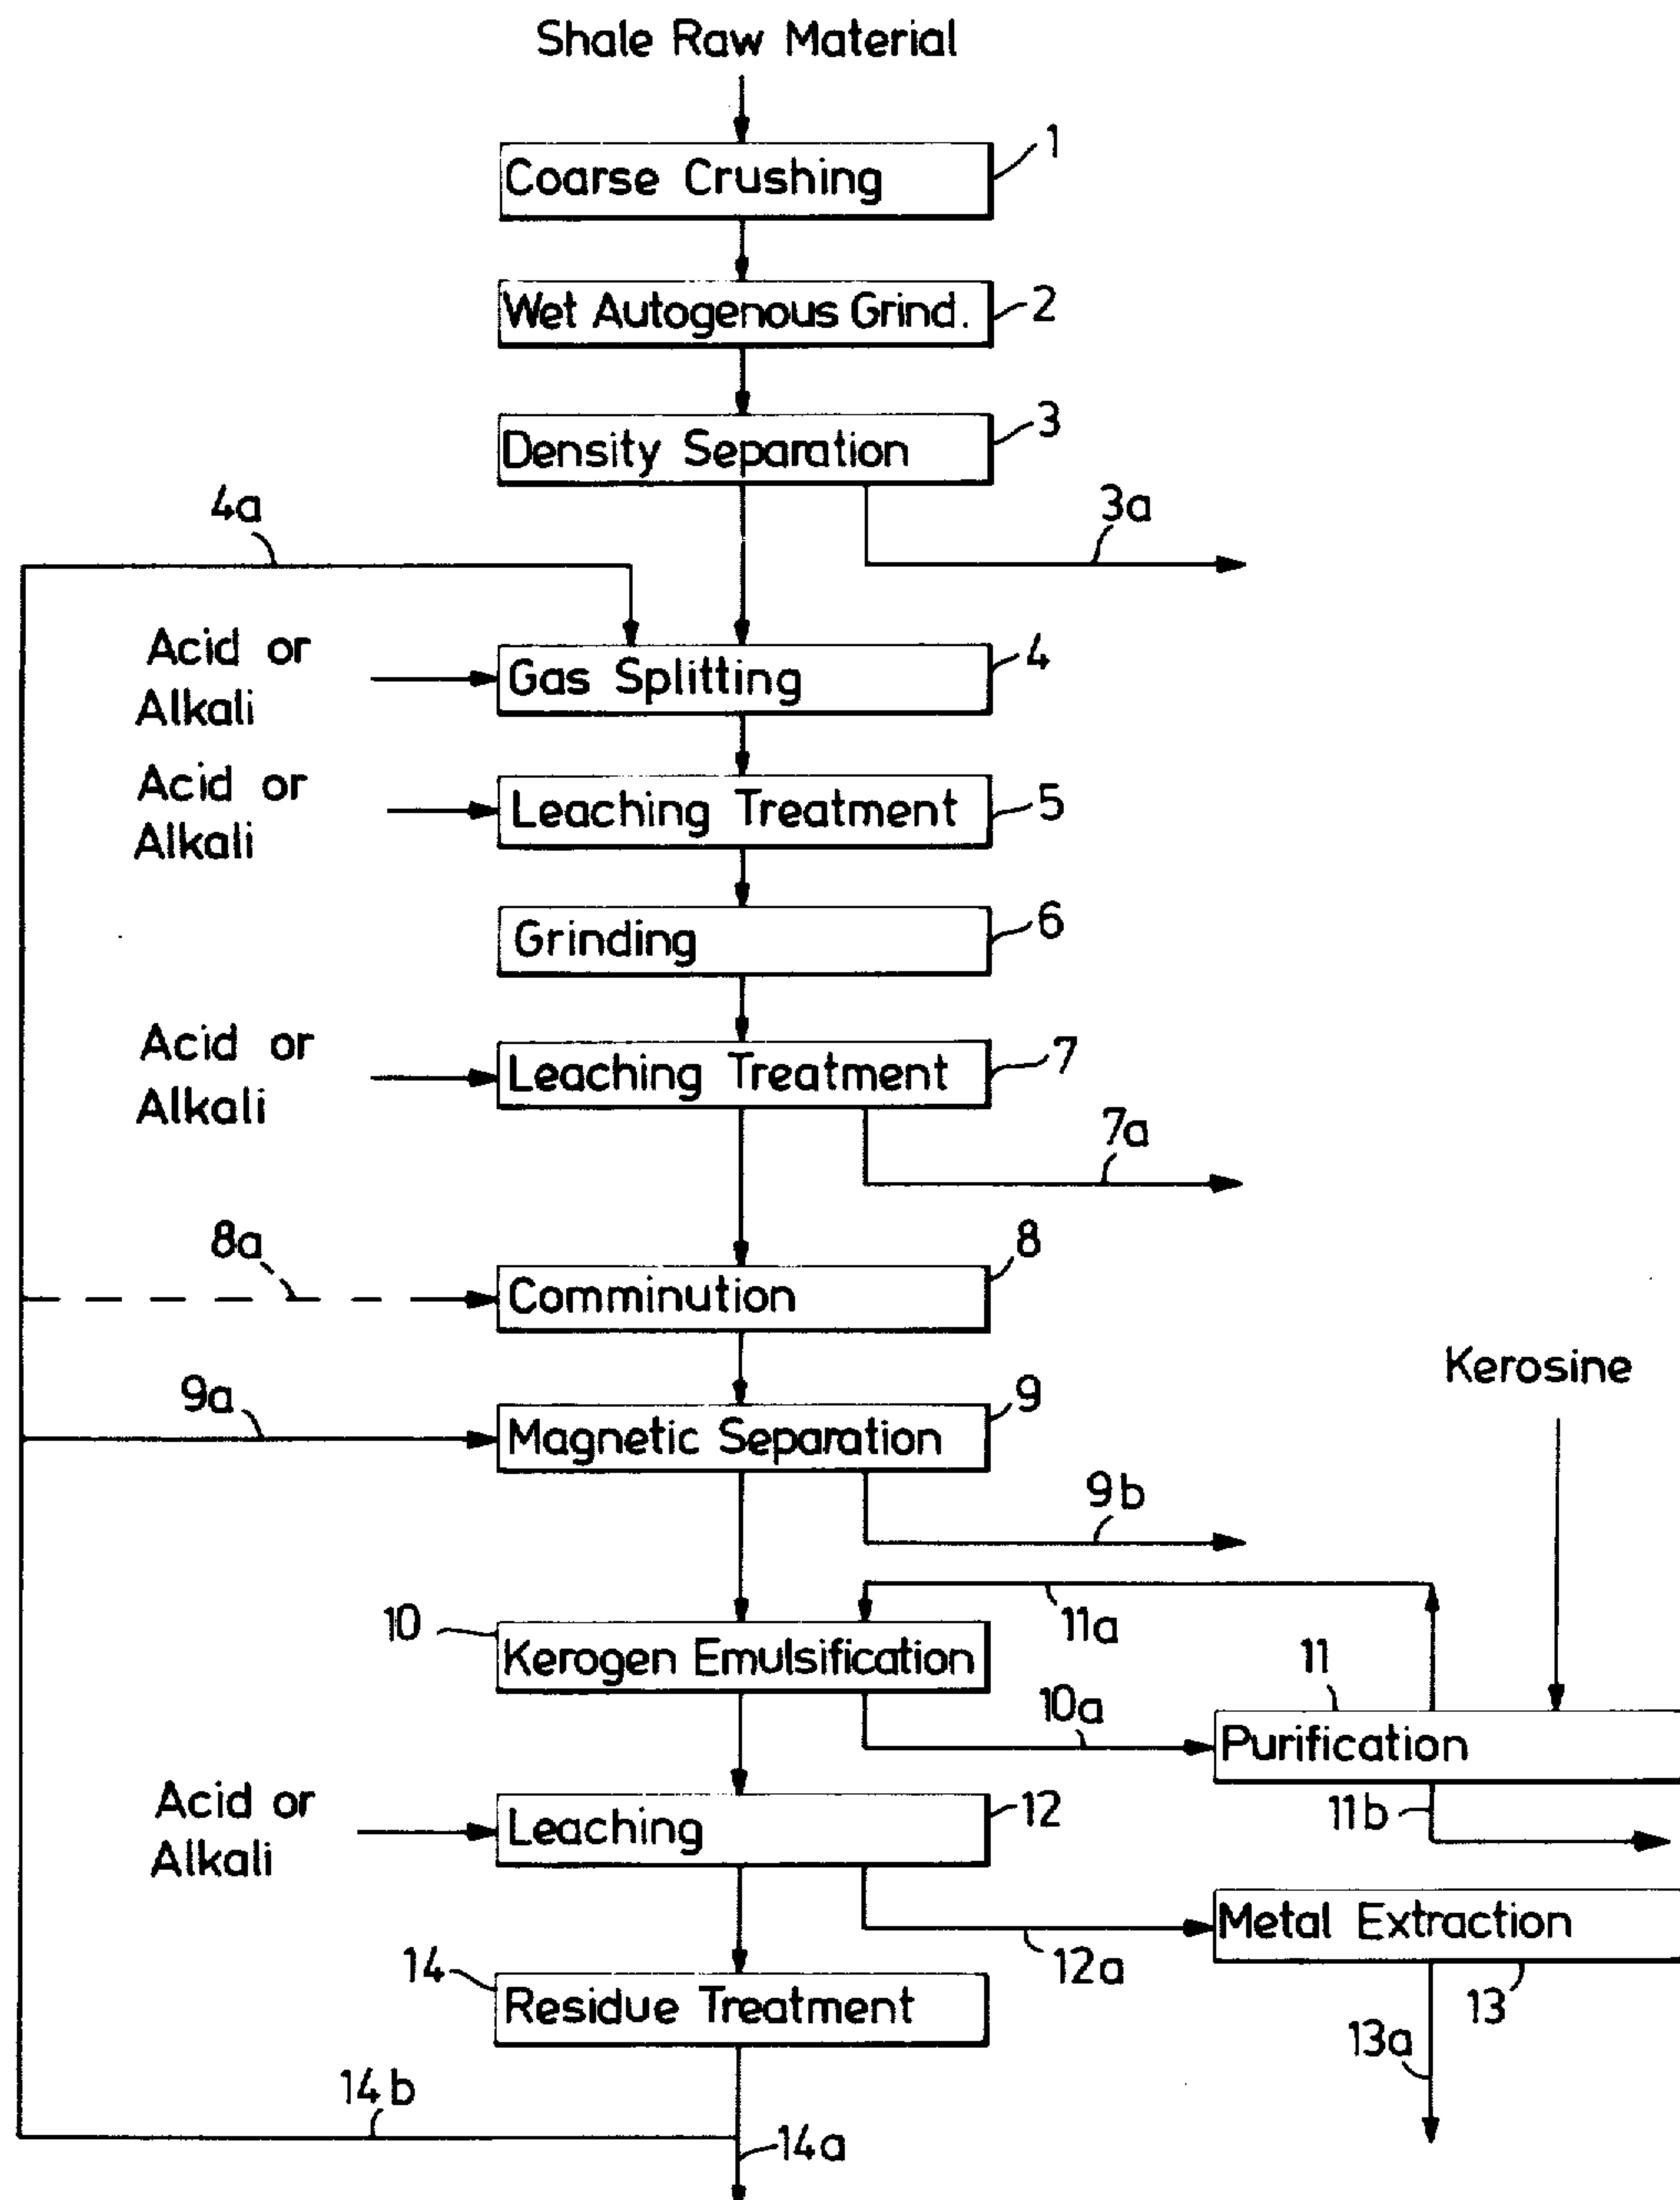 Shale Raw Material
Coarse Crushing
1
Wet Autogenous Grind.
2
Density Separation
3
4a
3a
Acid or
Alkali
Gas Splitting
4
Acid or
Alkali
Leaching Treatment
5
Grinding
6
Acid or
Alkali
Leaching Treatment
7
7a
8a
Comminution
8
Kerosine
9a
Magnetic Separation
9
9b
10
Kerogen Emulsification
11a
11
10a
Purification
11b
Acid or
Alkali
Leaching
12
Metal Extraction
12a
13
14
Residue Treatment
13a
14b
14a